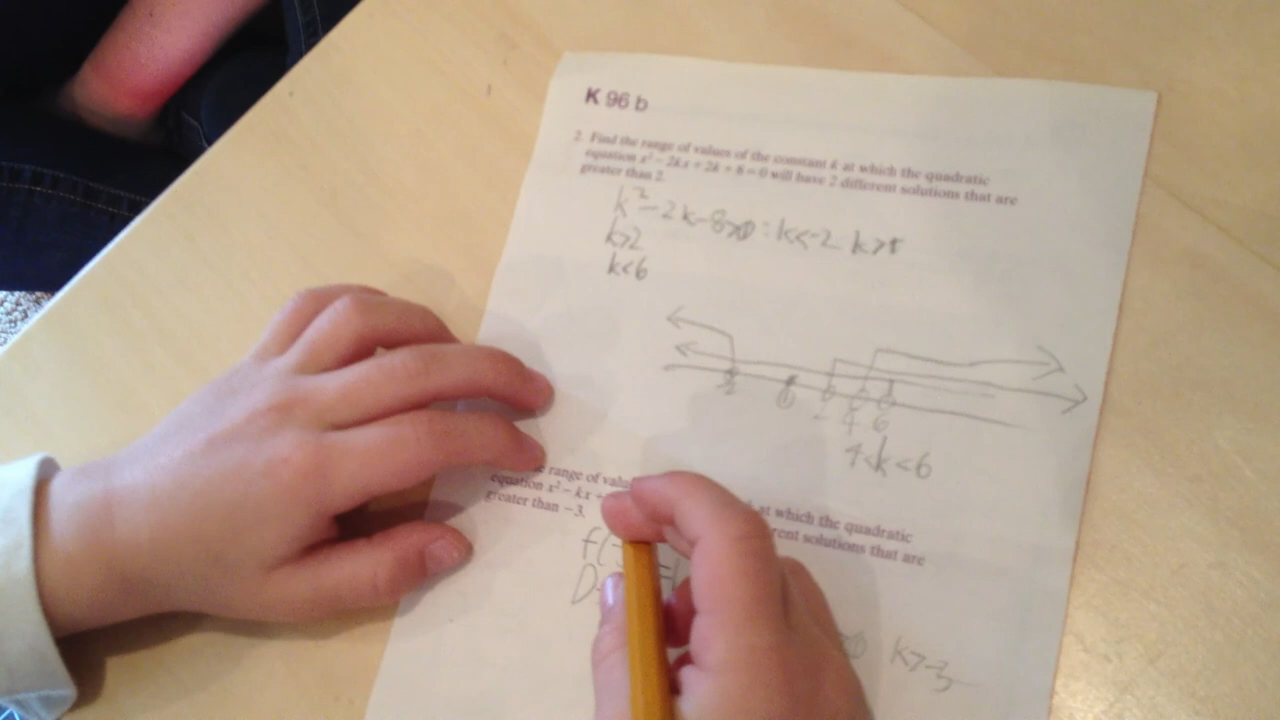 K 96 b
2. Find the range of values of the constant k at which the quadratic
equation x² - 2kx + 2k + 8 = 0 will have 2 different solutions that are
greater than 2.
k²-2k-8>0 : k<-2 k>4
k>2
k<6
-2 0 2 4 6
4<k<6
range of valu k at which the quadratic
equation x² - kx + rent solutions that are
greater than -3.
f(-3
D
k>-3